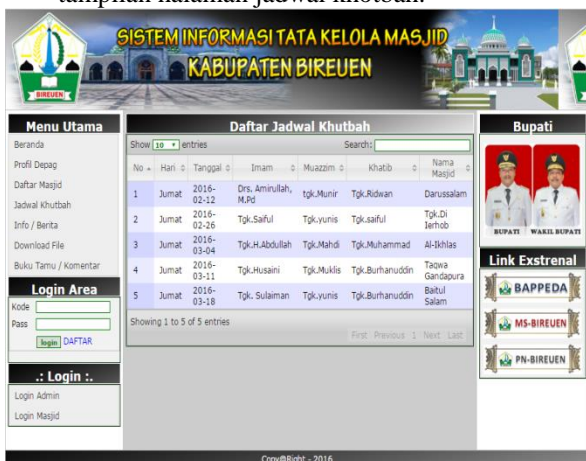 tampilan halaman jadwal khotbah.
SISTEM INFORMASI TATA KELOLA MASJID
KABUPATEN BIREUEN
BIREUEN
Menu Utama
Beranda
Profil Depag
Daftar Masjid
Jadwal Khutbah
Info / Berita
Download File
Buku Tamu / Komentar
Login Area
Kode
Pass
login DAFTAR
.: Login :.
Login Admin
Login Masjid
Daftar Jadwal Khutbah
Show 10 entries Search:
No Hari Tanggal Imam Muazzim Khatib Nama
Masjid
1 Jumat 2016-02-12 Drs. Amirullah, M.Pd tgk.Munir Tgk.Ridwan Darussalam
2 Jumat 2016-02-26 Tgk.Saiful Tgk.yunis Tgk.saiful Tgk.Di Ierhob
3 Jumat 2016-03-04 Tgk.H.Abdullah Tgk.Mahdi Tgk.Muhammad Al-Ikhlas
4 Jumat 2016-03-11 Tgk.Husaini Tgk.Muklis Tgk.Burhanuddin Taqwa Gandapura
5 Jumat 2016-03-18 Tgk. Sulaiman Tgk.yunis Tgk.Burhanuddin Baitul Salam
Showing 1 to 5 of 5 entries
First Previous 1 Next Last
Bupati
BUPATI WAKIL BUPATI
Link Exstrenal
BAPPEDA
MS-BIREUEN
PN-BIREUEN
Copy@Right - 2016